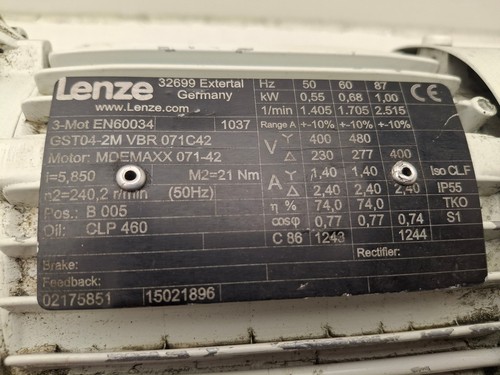 Lenze
32699 Extertal
Germany
www.Lenze.com
3-Mot EN60034 1037
GST04-2M VBR 071C42
Motor: MDEMAXX 071-42
i=5,850 M2=21 Nm
n2=240,2 r/min (50Hz)
Pos.: B 005
Oil: CLP 460
Brake:
Feedback:
02175851 15021896
Hz 50 60 87
kW 0,55 0,68 1,00
1/min 1.405 1.705 2.515
Range A +-10% +-10% +-10%
V 400 480
230 277 400
A 1,40 1,40
2,40 2,40 2,40
η % 74,0 74,0
cosφ 0,77 0,77 0,74
C 86 1243 1244
Rectifier:
CE
Iso CLF
IP55
TKO
S1